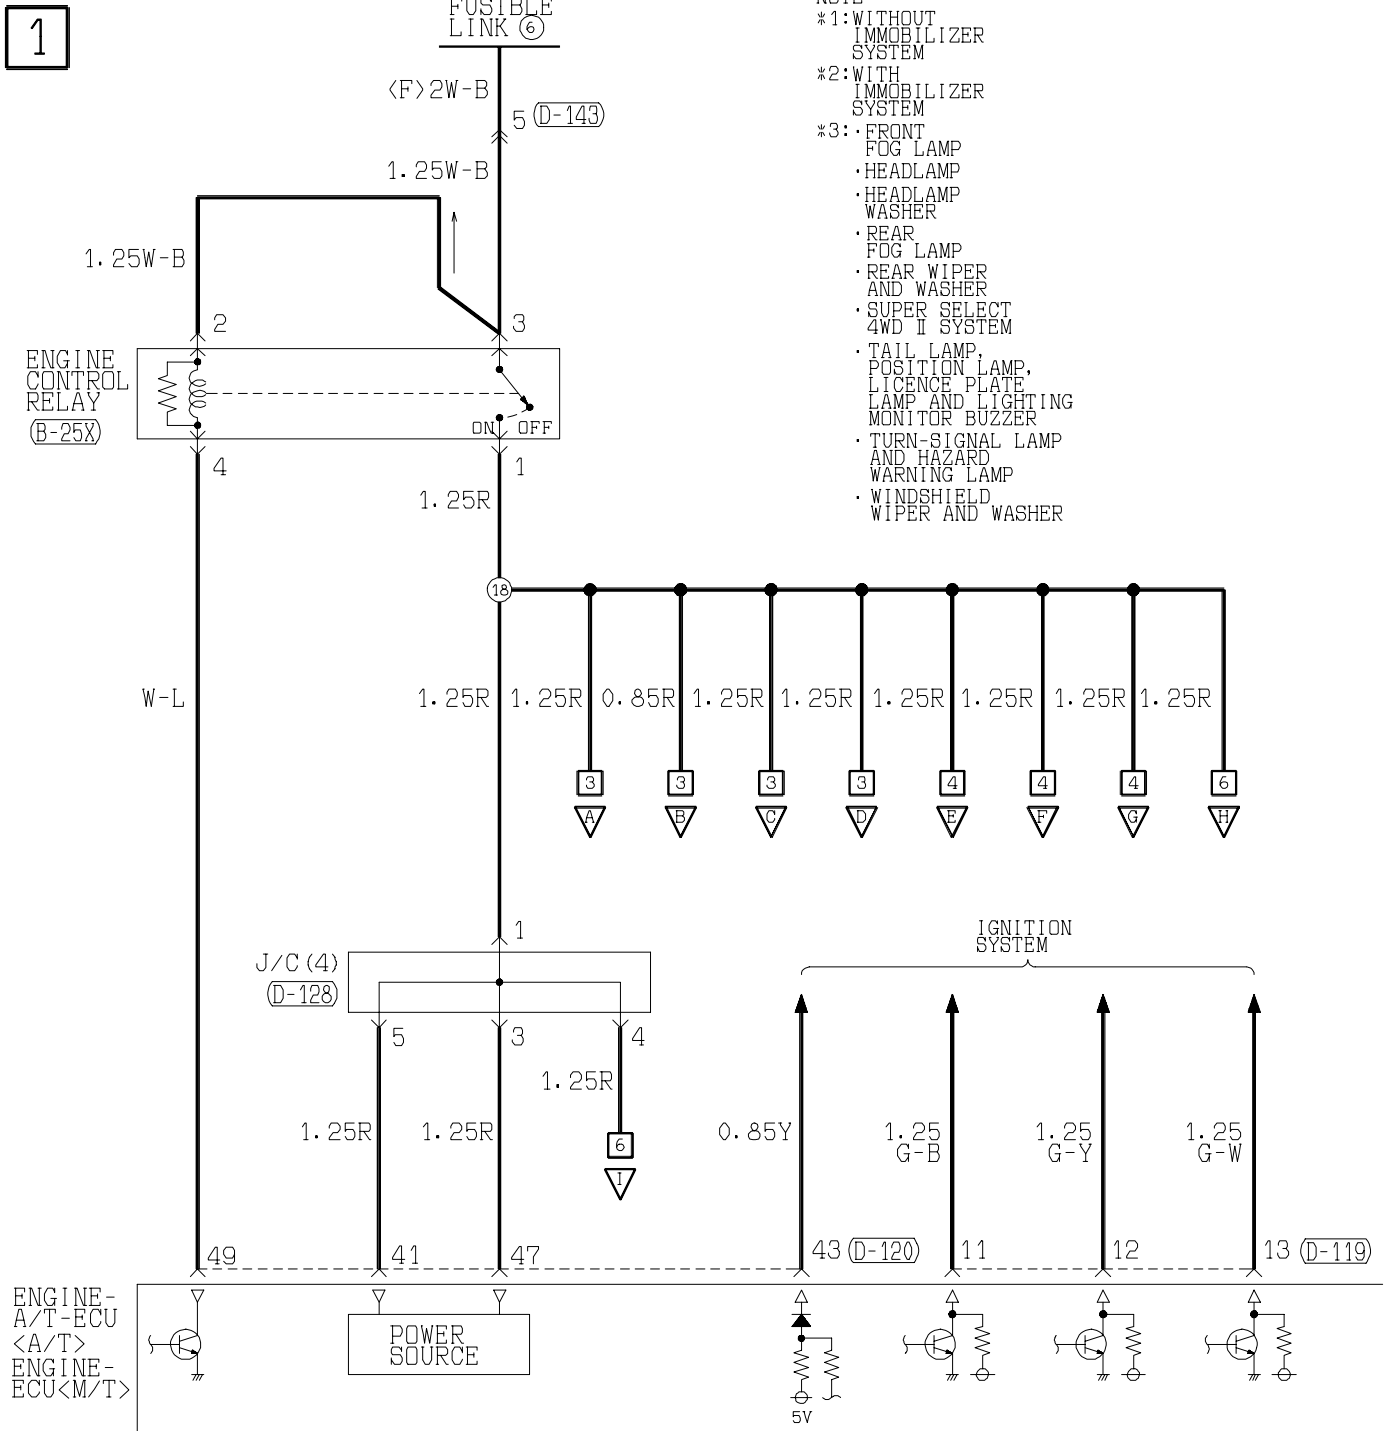 1
FUSIBLE
LINK 6
<F>2W-B
5 D-143
1.25W-B
1.25W-B
2
3
ENGINE
CONTROL
RELAY
B-25X
ON OFF
4
1
1.25R
18
W-L
1.25R 1.25R 0.85R 1.25R 1.25R 1.25R 1.25R 1.25R 1.25R
3 3 3 3 4 4 4 6
A B C D E F G H
*1:WITHOUT
IMMOBILIZER
SYSTEM
*2:WITH
IMMOBILIZER
SYSTEM
*3:·FRONT
FOG LAMP
·HEADLAMP
·HEADLAMP
WASHER
·REAR
FOG LAMP
·REAR WIPER
AND WASHER
·SUPER SELECT
4WD Ⅱ SYSTEM
·TAIL LAMP,
POSITION LAMP,
LICENCE PLATE
LAMP AND LIGHTING
MONITOR BUZZER
·TURN-SIGNAL LAMP
AND HAZARD
WARNING LAMP
·WINDSHIELD
WIPER AND WASHER
1
J/C(4)
D-128
5 3 4
1.25R
1.25R 1.25R
6
I
IGNITION
SYSTEM
0.85Y
1.25
G-B
1.25
G-Y
1.25
G-W
49 41 47 43 D-120 11 12 13 D-119
ENGINE-
A/T-ECU
<A/T>
ENGINE-
ECU<M/T>
POWER
SOURCE
5V